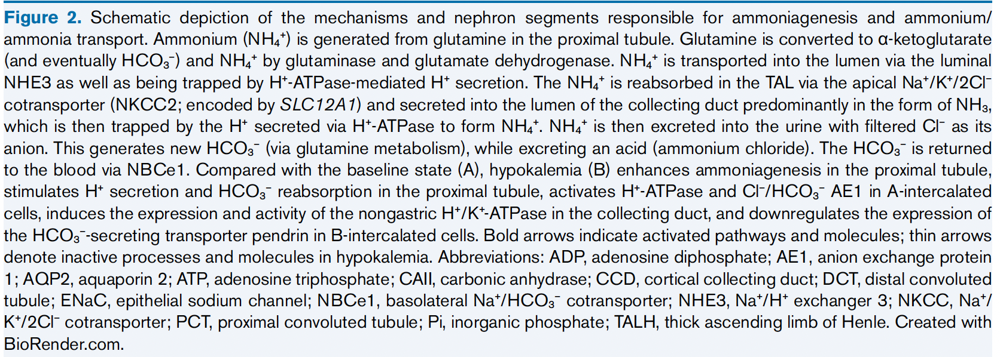 Figure 2. Schematic depiction of the mechanisms and nephron segments responsible for ammoniagenesis and ammonium/
ammonia transport. Ammonium (NH₄⁺) is generated from glutamine in the proximal tubule. Glutamine is converted to α-ketoglutarate
(and eventually HCO₃⁻) and NH₄⁺ by glutaminase and glutamate dehydrogenase. NH₄⁺ is transported into the lumen via the luminal
NHE3 as well as being trapped by H⁺-ATPase-mediated H⁺ secretion. The NH₄⁺ is reabsorbed in the TAL via the apical Na⁺/K⁺/2Cl⁻
cotransporter (NKCC2; encoded by SLC12A1) and secreted into the lumen of the collecting duct predominantly in the form of NH₃,
which is then trapped by the H⁺ secreted via H⁺-ATPase to form NH₄⁺. NH₄⁺ is then excreted into the urine with filtered Cl⁻ as its
anion. This generates new HCO₃⁻ (via glutamine metabolism), while excreting an acid (ammonium chloride). The HCO₃⁻ is returned
to the blood via NBCe1. Compared with the baseline state (A), hypokalemia (B) enhances ammoniagenesis in the proximal tubule,
stimulates H⁺ secretion and HCO₃⁻ reabsorption in the proximal tubule, activates H⁺-ATPase and Cl⁻/HCO₃⁻ AE1 in A-intercalated
cells, induces the expression and activity of the nongastric H⁺/K⁺-ATPase in the collecting duct, and downregulates the expression of
the HCO₃⁻-secreting transporter pendrin in B-intercalated cells. Bold arrows indicate activated pathways and molecules; thin arrows
denote inactive processes and molecules in hypokalemia. Abbreviations: ADP, adenosine diphosphate; AE1, anion exchange protein
1; AQP2, aquaporin 2; ATP, adenosine triphosphate; CAII, carbonic anhydrase; CCD, cortical collecting duct; DCT, distal convoluted
tubule; ENaC, epithelial sodium channel; NBCe1, basolateral Na⁺/HCO₃⁻ cotransporter; NHE3, Na⁺/H⁺ exchanger 3; NKCC, Na⁺/
K⁺/2Cl⁻ cotransporter; PCT, proximal convoluted tubule; Pi, inorganic phosphate; TALH, thick ascending limb of Henle. Created with
BioRender.com.